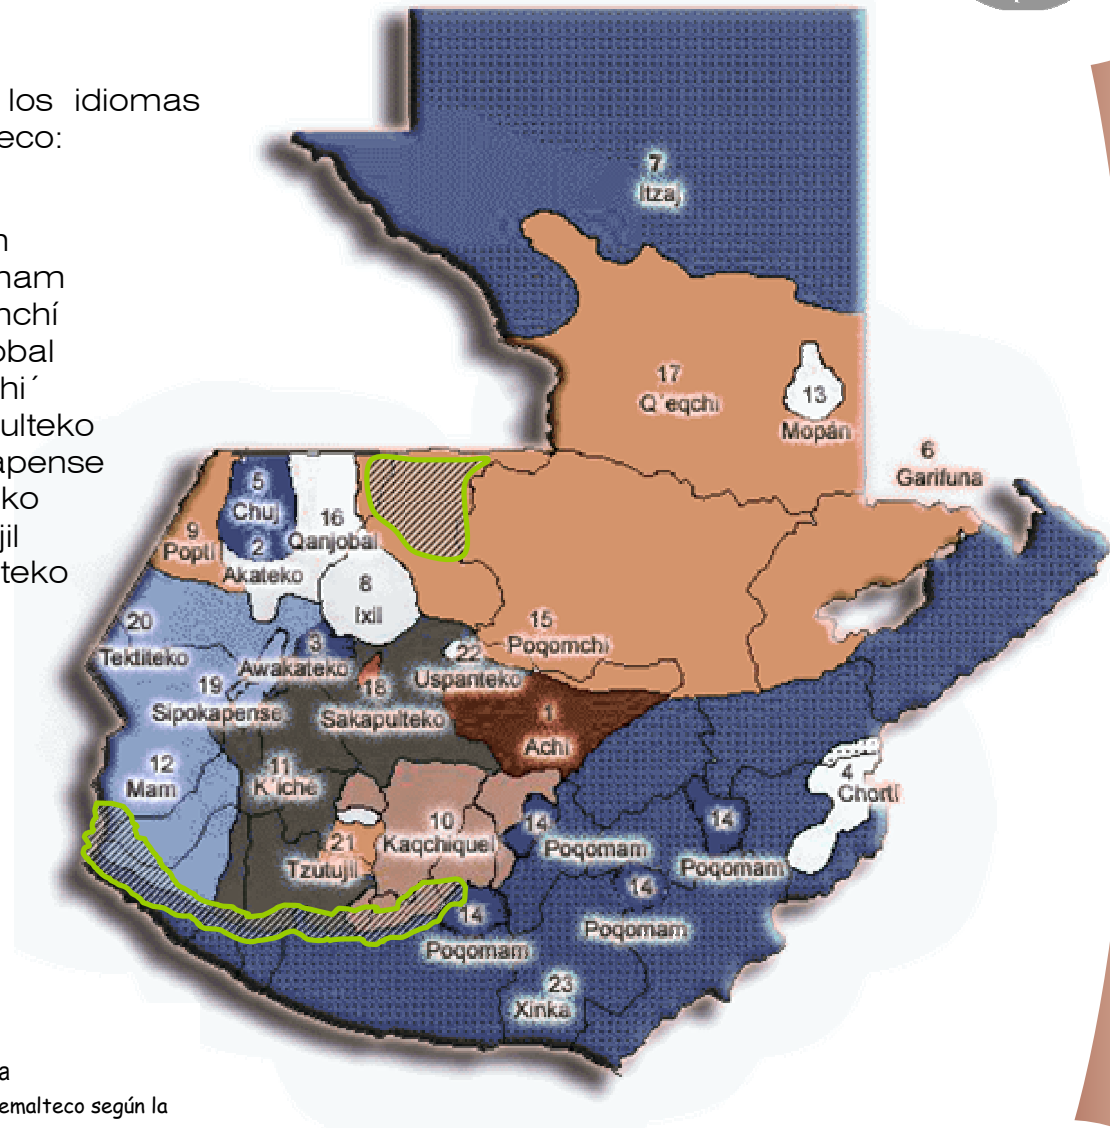 los idiomas
eco:
n
nam
nchí
obal
chi´
ulteko
apense
ko
jil
teko
7
Itzaj
17
Q´eqchi
13
Mopán
6
Garifuna
5
Chuj
16
Qanjobal
9
Popti
2
Akateko
8
Ixil
20
Tektiteko
3
Awakateko
15
Poqomchi
22
Uspanteko
19
Sipokapense
18
Sakapulteko
1
Achi
12
Mam
11
K´iche
4
Chorti
10
Kaqchiquel
21
Tzutujil
14
Poqomam
14
Poqomam
14
Poqomam
14
Poqomam
23
Xinka
a
emalteco según la